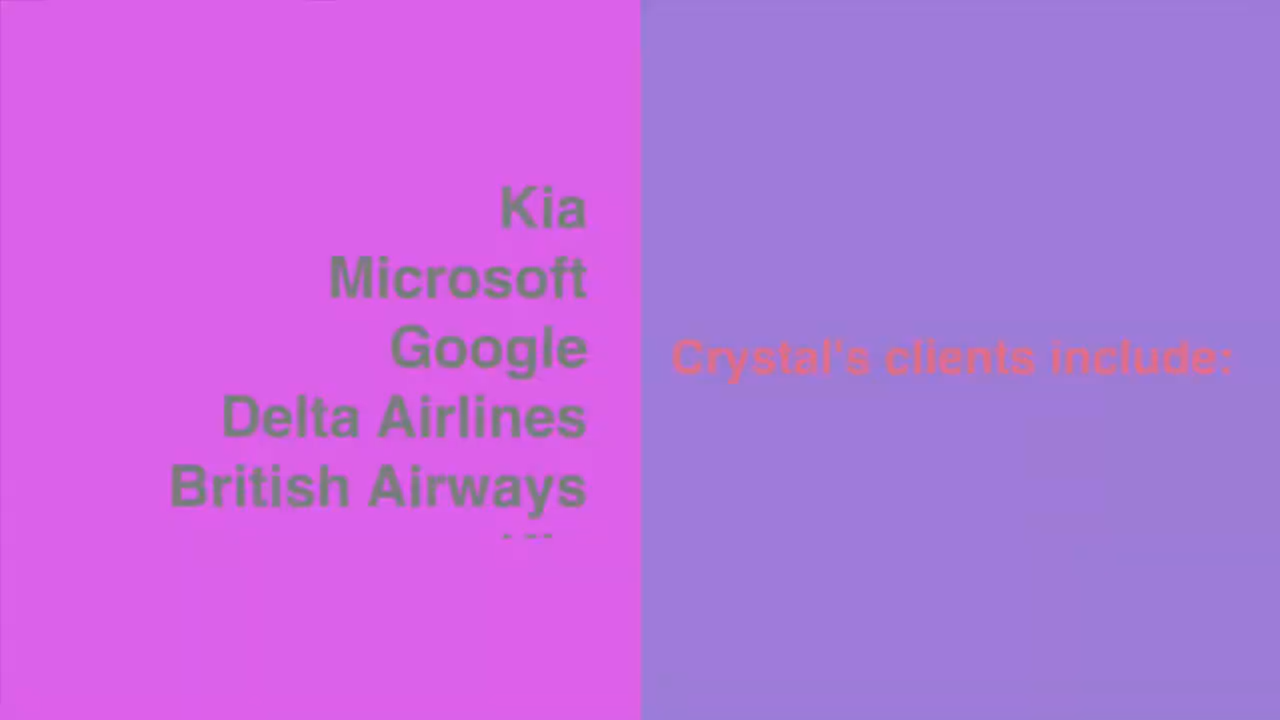 Kia
Microsoft
Google
Delta Airlines
British Airways
Crystal's clients include: